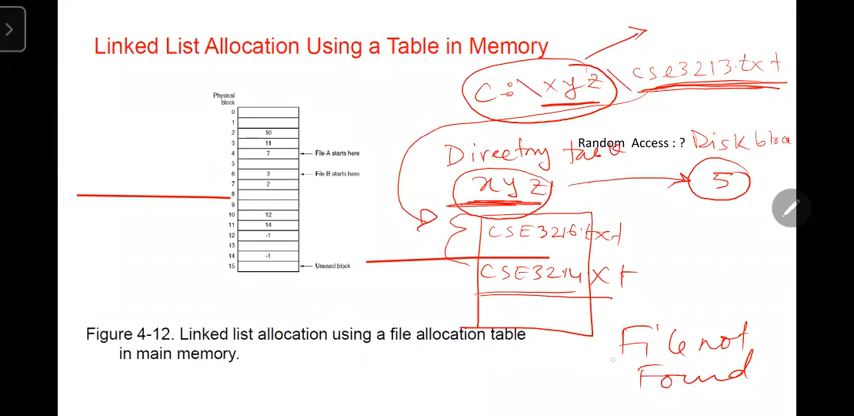 Linked List Allocation Using a Table in Memory
C:\xyz\cse3213.txt
Physical
block
0
1
2 10
3 11
4 7 File A starts here
5
6 3 File B starts here
7 2
8
9
10 12
11 14
12 -1
13
14 -1
15 Unused block
Random Access : ? Disk bloc
Directory table
xyz 5
CSE3216.txt
CSE3214 xt
Figure 4-12. Linked list allocation using a file allocation table
in main memory.
File not
Found